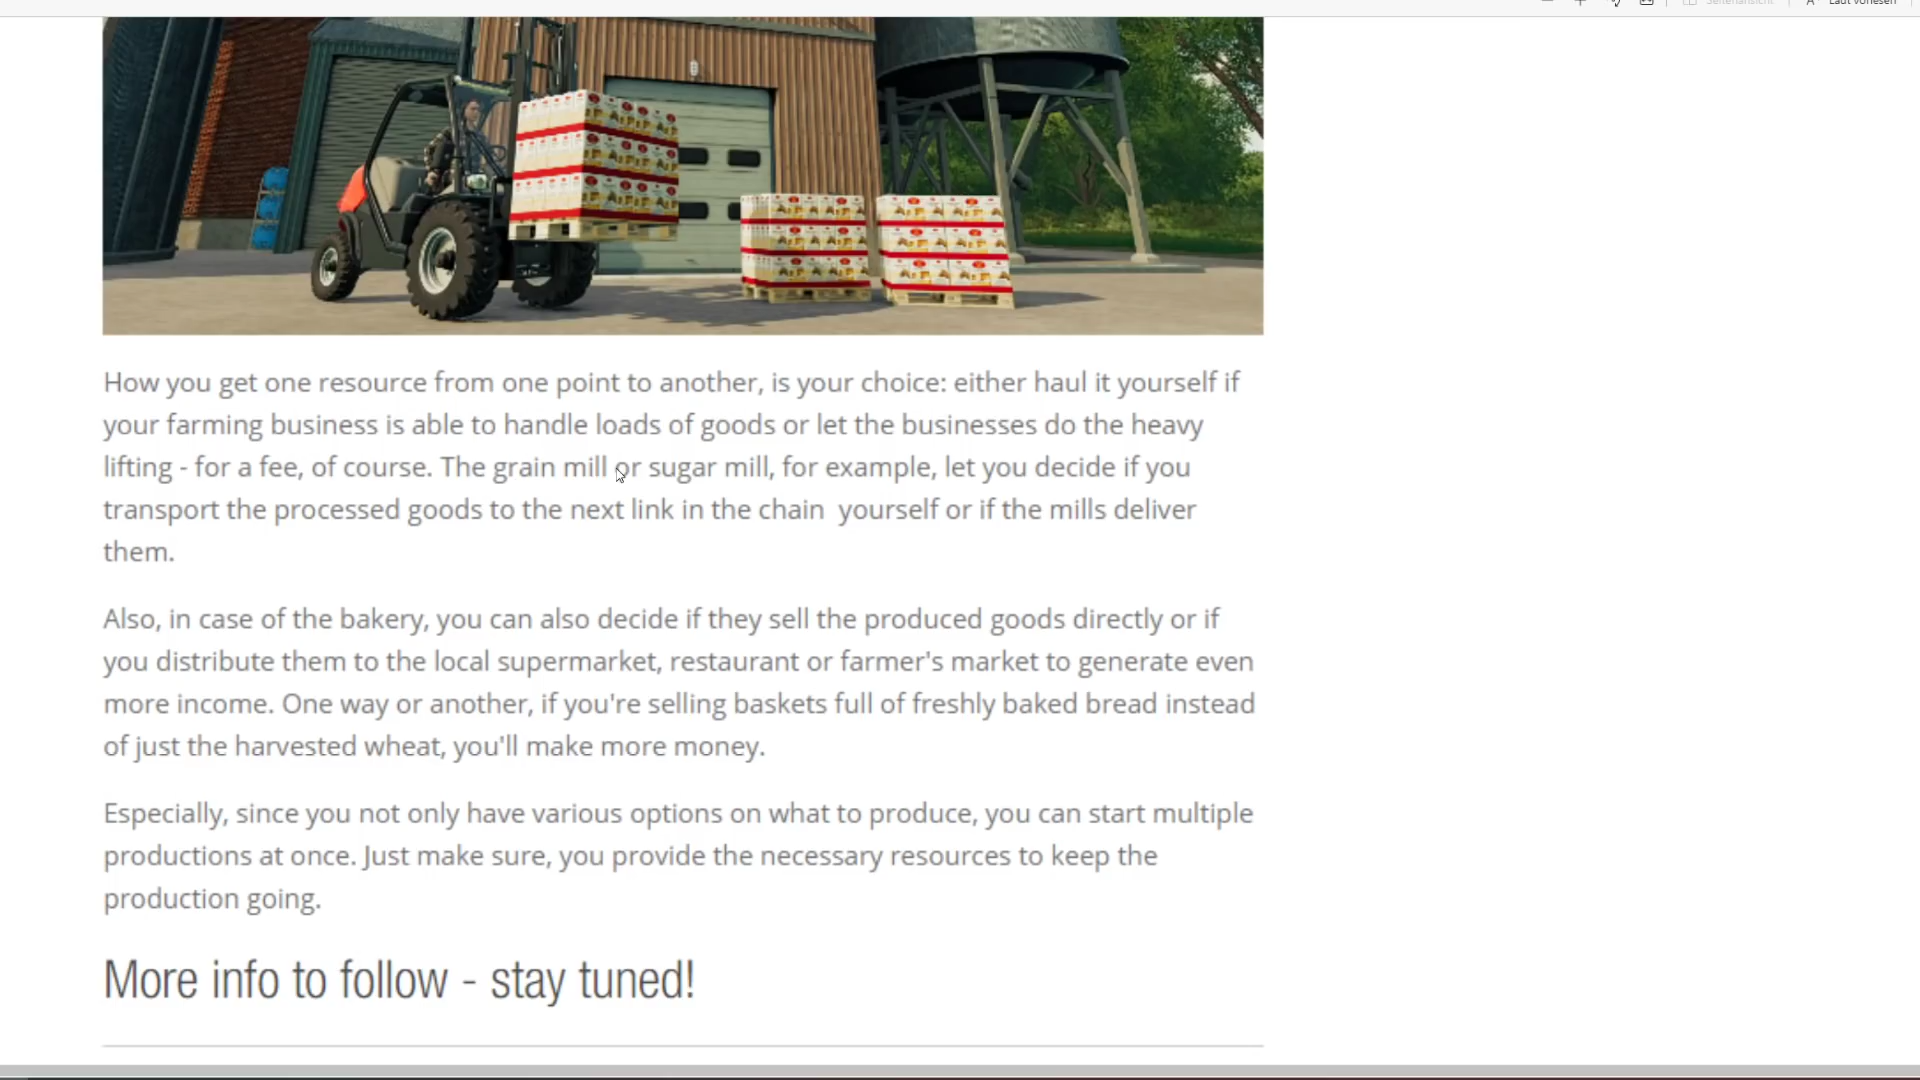 Seitenansicht
Laut vorlesen
How you get one resource from one point to another, is your choice: either haul it yourself if
your farming business is able to handle loads of goods or let the businesses do the heavy
lifting - for a fee, of course. The grain mill or sugar mill, for example, let you decide if you
transport the processed goods to the next link in the chain  yourself or if the mills deliver
them.
Also, in case of the bakery, you can also decide if they sell the produced goods directly or if
you distribute them to the local supermarket, restaurant or farmer's market to generate even
more income. One way or another, if you're selling baskets full of freshly baked bread instead
of just the harvested wheat, you'll make more money.
Especially, since you not only have various options on what to produce, you can start multiple
productions at once. Just make sure, you provide the necessary resources to keep the
production going.
More info to follow - stay tuned!